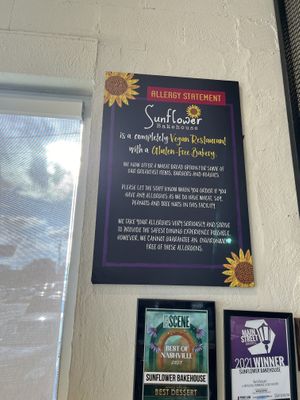 ALLERGY STATEMENT
Sunflower
Bakehouse
is a completely Vegan Restaurant
with a Gluten-Free Bakery.
WE NOW OFFER A WHEAT BREAD OPTION FOR SOME OF
OUR BREAKFAST ITEMS, BURGERS AND HOAGIES.
PLEASE LET THE STAFF KNOW WHEN YOU ORDER IF YOU
HAVE ANY ALLERGIES AS WE DO HAVE WHEAT, SOY,
PEANUTS AND TREE NUTS IN THIS FACILITY.
WE TAKE YOUR ALLERGIES VERY SERIOUSLY AND STRIVE
TO PROVIDE THE SAFEST DINING EXPERIENCE POSSIBLE.
HOWEVER, WE CANNOT GUARANTEE AN ENVIRONMENT
FREE OF THESE ALLERGENS.
SCENE
BEST OF
NASHVILLE
SUNFLOWER BAKEHOUSE
BEST DESSERT
MAIN
STREET
2021 WINNER
SUNFLOWER BAKEHOUSE